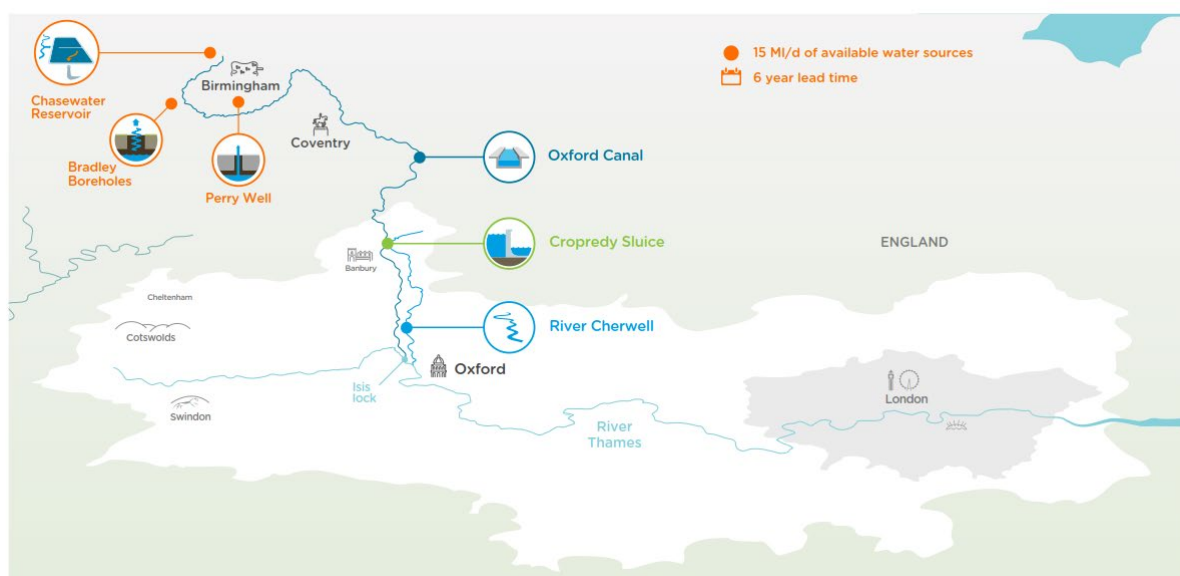 15 Ml/d of available water sources
6 year lead time
Birmingham
Chasewater
Reservoir
Coventry
Bradley
Boreholes
Perry Well
Oxford Canal
Cropredy Sluice
ENGLAND
Banbury
Cheltenham
River Cherwell
Cotswolds
Oxford
Isis
lock
Swindon
London
River
Thames